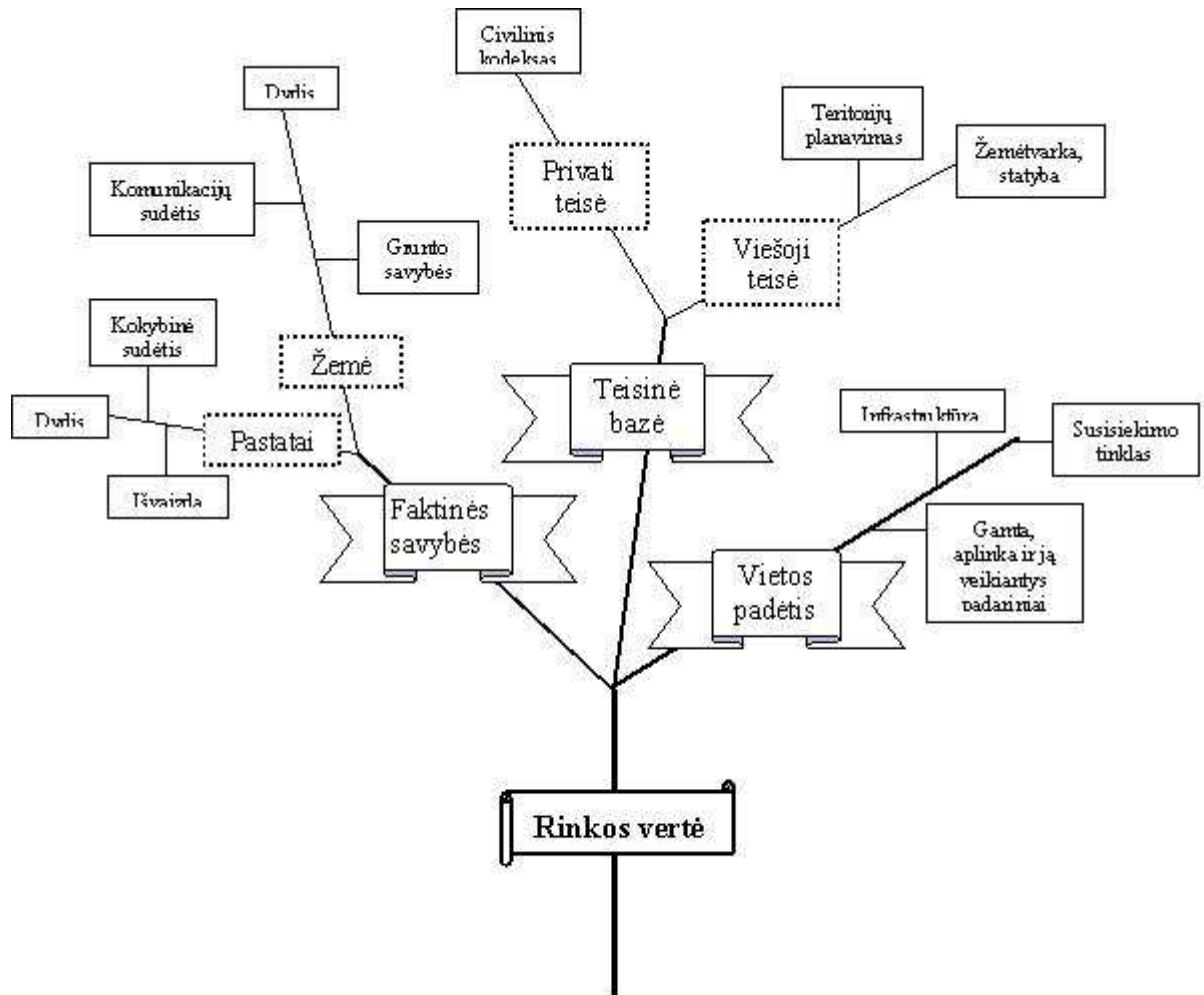 Civilinis
kodeksas
Dydis
Teritorijų
planavimas
Žemėtvarka,
statyba
Privati
teisė
Komunikacijų
sudėtis
Viešoji
teisė
Grunto
savybės
Kokybinė
sudėtis
Žemė
Teisinė
bazė
Dydis
Pastatai
Infrastruktūra
Susisiekimo
tinklas
Išvaizda
Faktinės
savybės
Gamta,
aplinka ir ją
veikiantys
padariniai
Vietos
padėtis
Rinkos vertė